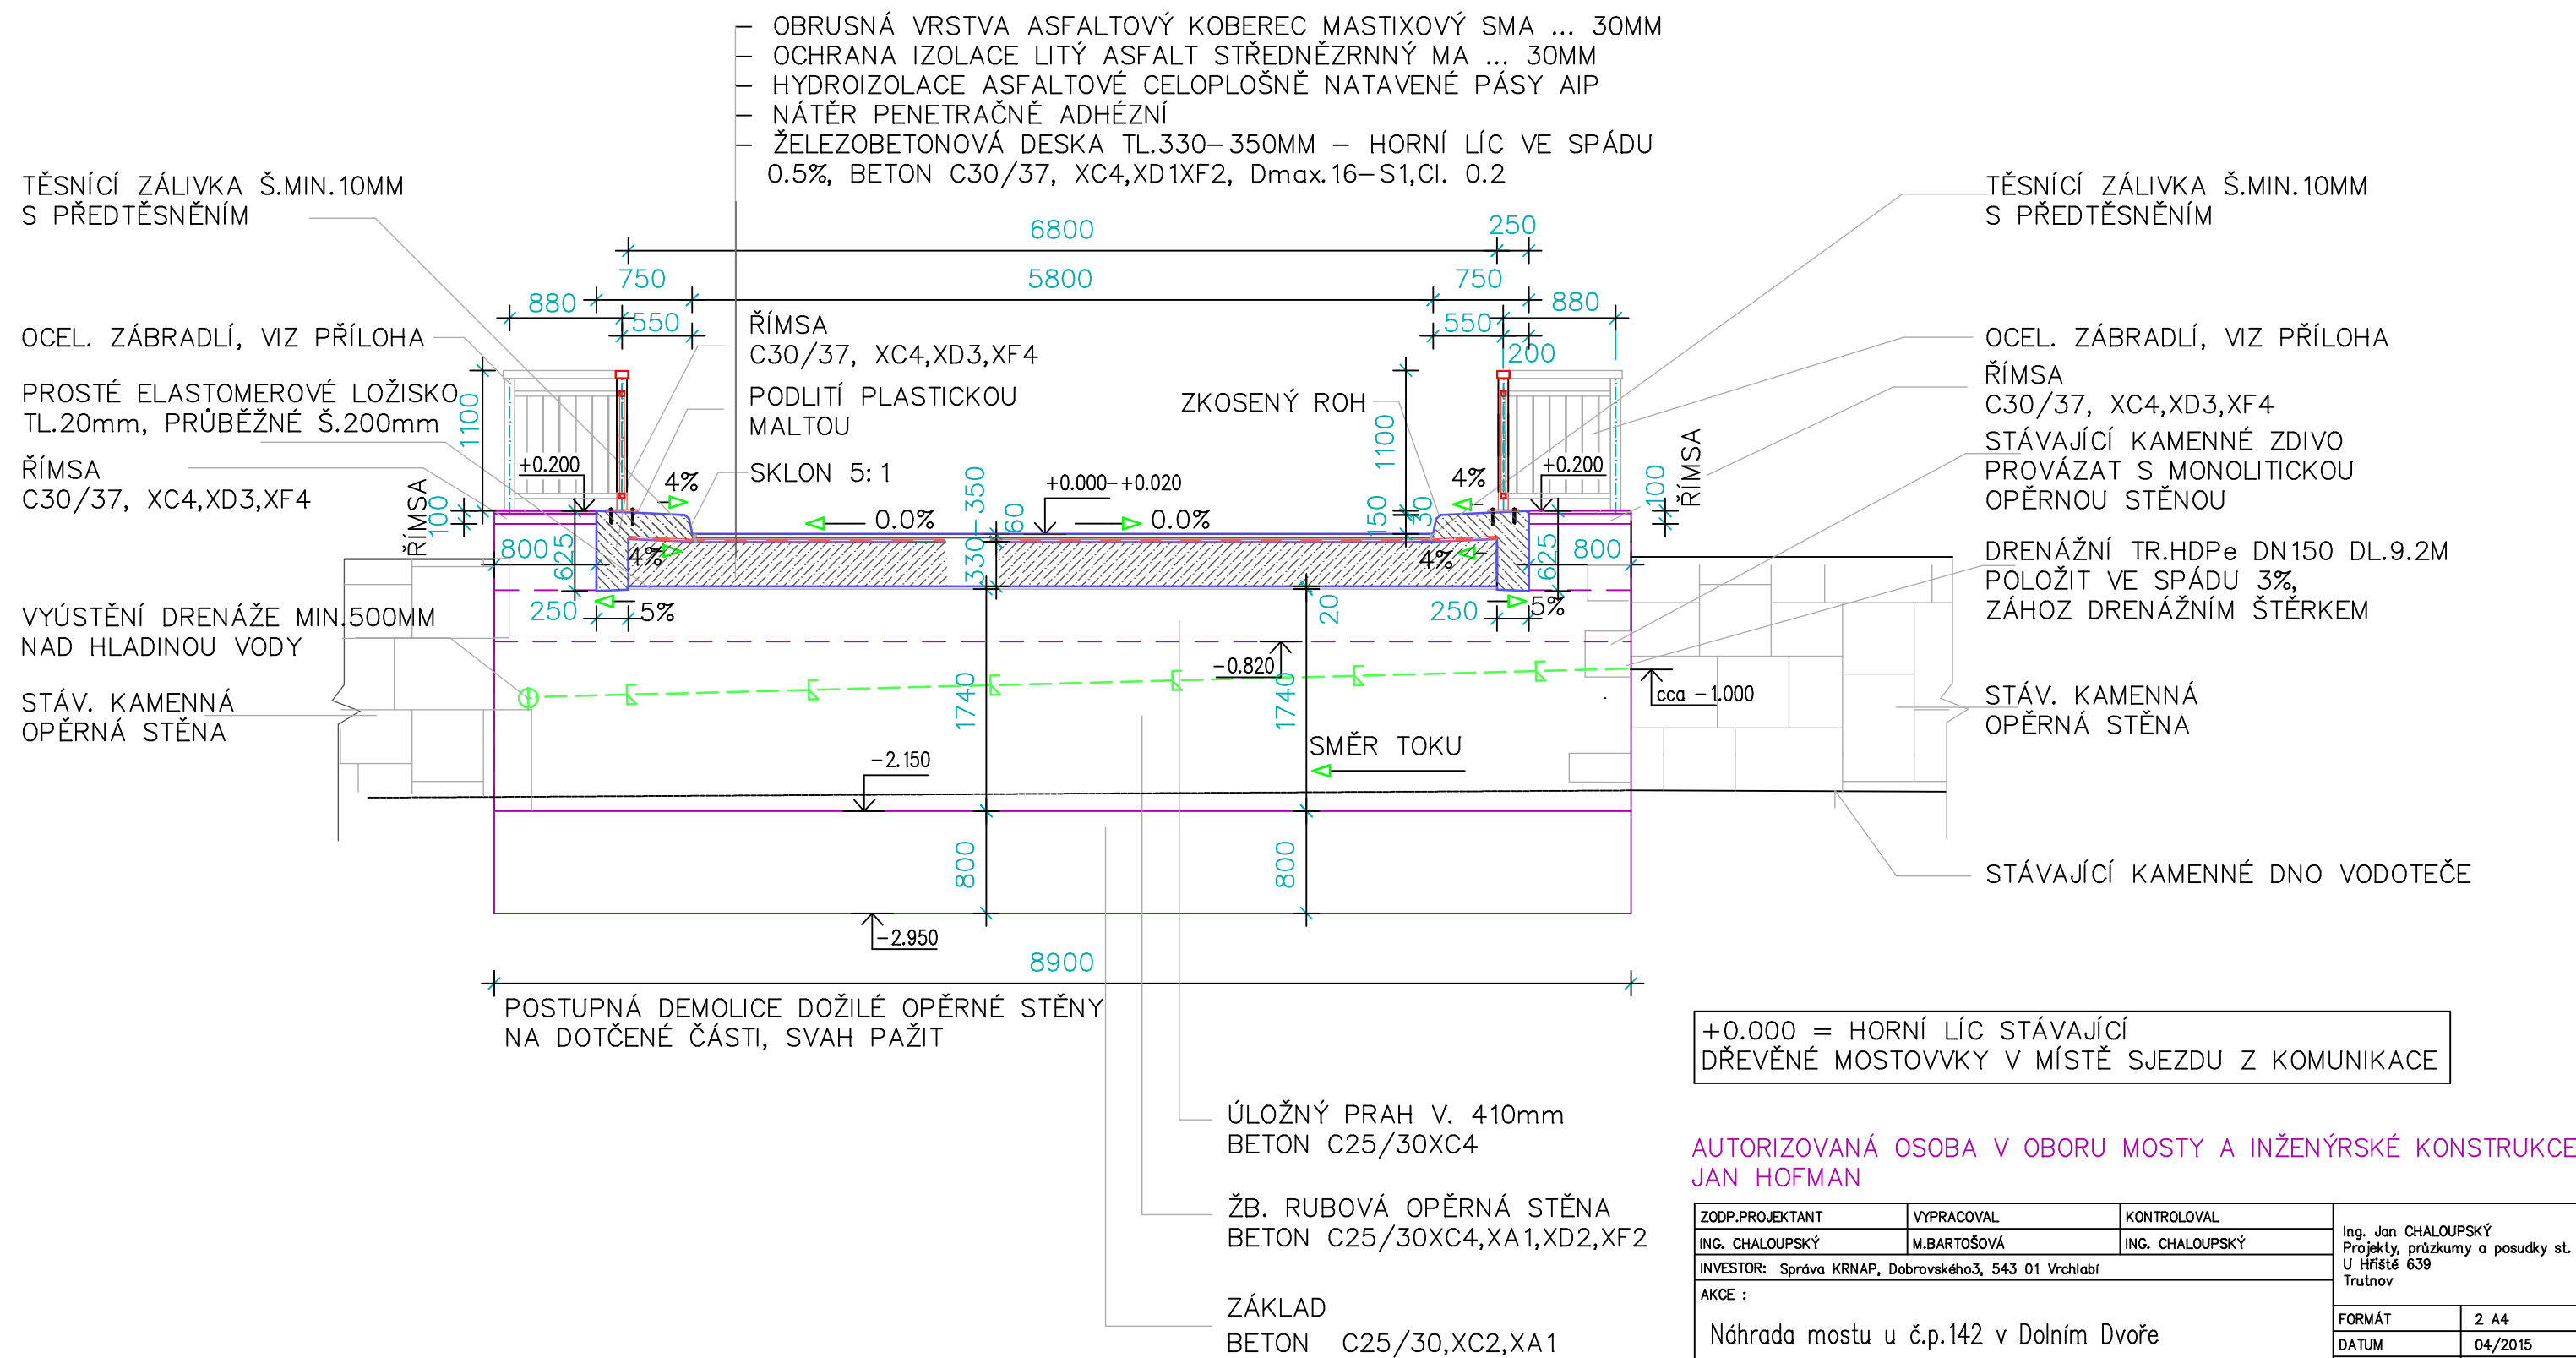 – OBRUSNÁ VRSTVA ASFALTOVÝ KOBEREC MASTIXOVÝ SMA ... 30MM
– OCHRANA IZOLACE LITÝ ASFALT STŘEDNĚZRNNÝ MA ... 30MM
– HYDROIZOLACE ASFALTOVÉ CELOPLOŠNĚ NATAVENÉ PÁSY AIP
– NÁTĚR PENETRAČNĚ ADHÉZNÍ
– ŽELEZOBETONOVÁ DESKA TL.330–350MM – HORNÍ LÍC VE SPÁDU
0.5%, BETON C30/37, XC4,XD1XF2, Dmax.16–S1,Cl. 0.2
TĚSNÍCÍ ZÁLIVKA Š.MIN.10MM
S PŘEDTĚSNĚNÍM
OCEL. ZÁBRADLÍ, VIZ PŘÍLOHA
PROSTÉ ELASTOMEROVÉ LOŽISKO
TL.20mm, PRŮBĚŽNÉ Š.200mm
ŘÍMSA
C30/37, XC4,XD3,XF4
VYÚSTĚNÍ DRENÁŽE MIN.500MM
NAD HLADINOU VODY
STÁV. KAMENNÁ
OPĚRNÁ STĚNA
6800
250
750
5800
750
880
550
550
880
200
ŘÍMSA
C30/37, XC4,XD3,XF4
PODLITÍ PLASTICKOU
MALTOU
SKLON 5:1
ZKOSENÝ ROH
1100
1100
+0.200
4%
+0.000–+0.020
4%
+0.200
ŘÍMSA
100
ŘÍMSA
100
0.0%
0.0%
330–350
60
150
30
800
625
4%
4%
625
800
250
5%
20
250
5%
–0.820
cca –1.000
1740
1740
SMĚR TOKU
–2.150
800
800
–2.950
8900
POSTUPNÁ DEMOLICE DOŽILÉ OPĚRNÉ STĚNY
NA DOTČENÉ ČÁSTI, SVAH PAŽIT
TĚSNÍCÍ ZÁLIVKA Š.MIN.10MM
S PŘEDTĚSNĚNÍM
OCEL. ZÁBRADLÍ, VIZ PŘÍLOHA
ŘÍMSA
C30/37, XC4,XD3,XF4
STÁVAJÍCÍ KAMENNÉ ZDIVO
PROVÁZAT S MONOLITICKOU
OPĚRNOU STĚNOU
DRENÁŽNÍ TR.HDPe DN150 DL.9.2M
POLOŽIT VE SPÁDU 3%,
ZÁHOZ DRENÁŽNÍM ŠTĚRKEM
STÁV. KAMENNÁ
OPĚRNÁ STĚNA
STÁVAJÍCÍ KAMENNÉ DNO VODOTEČE
+0.000 = HORNÍ LÍC STÁVAJÍCÍ
DŘEVĚNÉ MOSTOVVKY V MÍSTĚ SJEZDU Z KOMUNIKACE
ÚLOŽNÝ PRAH V. 410mm
BETON C25/30XC4
ŽB. RUBOVÁ OPĚRNÁ STĚNA
BETON C25/30XC4,XA1,XD2,XF2
ZÁKLAD
BETON C25/30,XC2,XA1
AUTORIZOVANÁ OSOBA V OBORU MOSTY A INŽENÝRSKÉ KONSTRUKCE
JAN HOFMAN
ZODP.PROJEKTANT VYPRACOVAL KONTROLOVAL
ING. CHALOUPSKÝ M.BARTOŠOVÁ ING. CHALOUPSKÝ
INVESTOR: Správa KRNAP, Dobrovského3, 543 01 Vrchlabí
AKCE :
Náhrada mostu u č.p.142 v Dolním Dvoře
Ing. Jan CHALOUPSKÝ
Projekty, průzkumy a posudky st.
U Hřiště 639
Trutnov
FORMÁT 2 A4
DATUM 04/2015